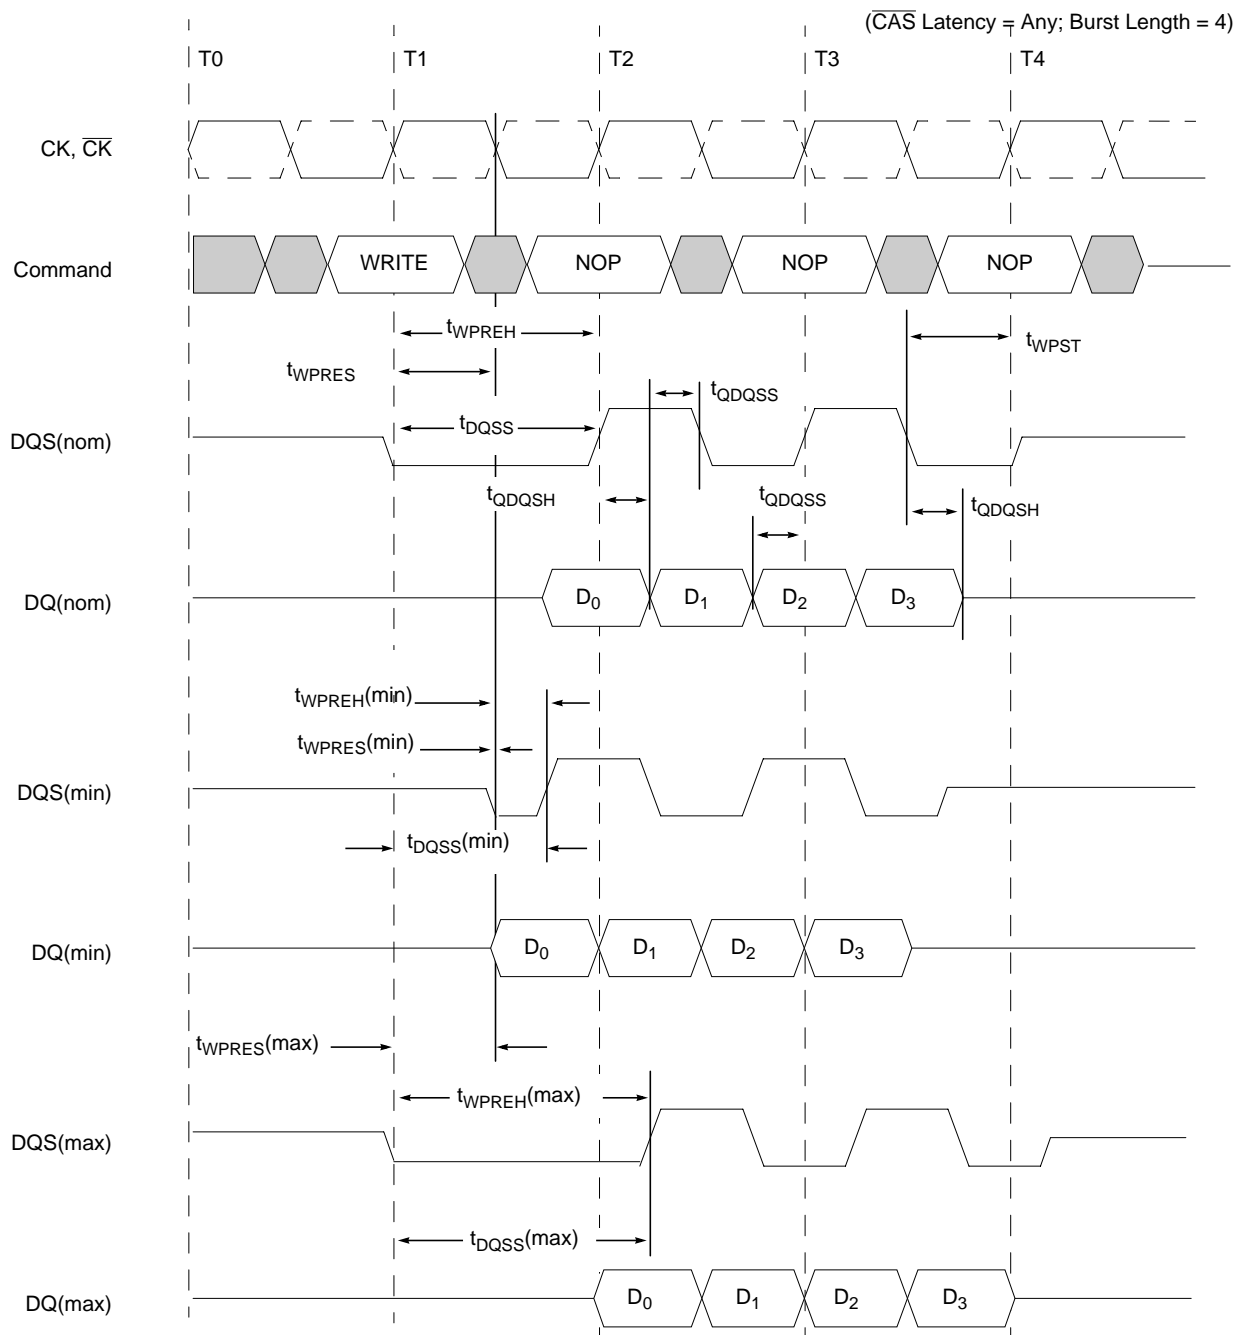 (CAS Latency = Any; Burst Length = 4)
T0 T1 T2 T3 T4
CK, CK
Command WRITE NOP NOP NOP
tWPREH
tWPST
tWPRES
tQDQSS
tDQSS
DQS(nom)
tQDQSH tQDQSS tQDQSH
DQ(nom) D0 D1 D2 D3
tWPREH(min)
tWPRES(min)
DQS(min)
tDQSS(min)
DQ(min) D0 D1 D2 D3
tWPRES(max)
tWPREH(max)
DQS(max)
tDQSS(max)
DQ(max) D0 D1 D2 D3